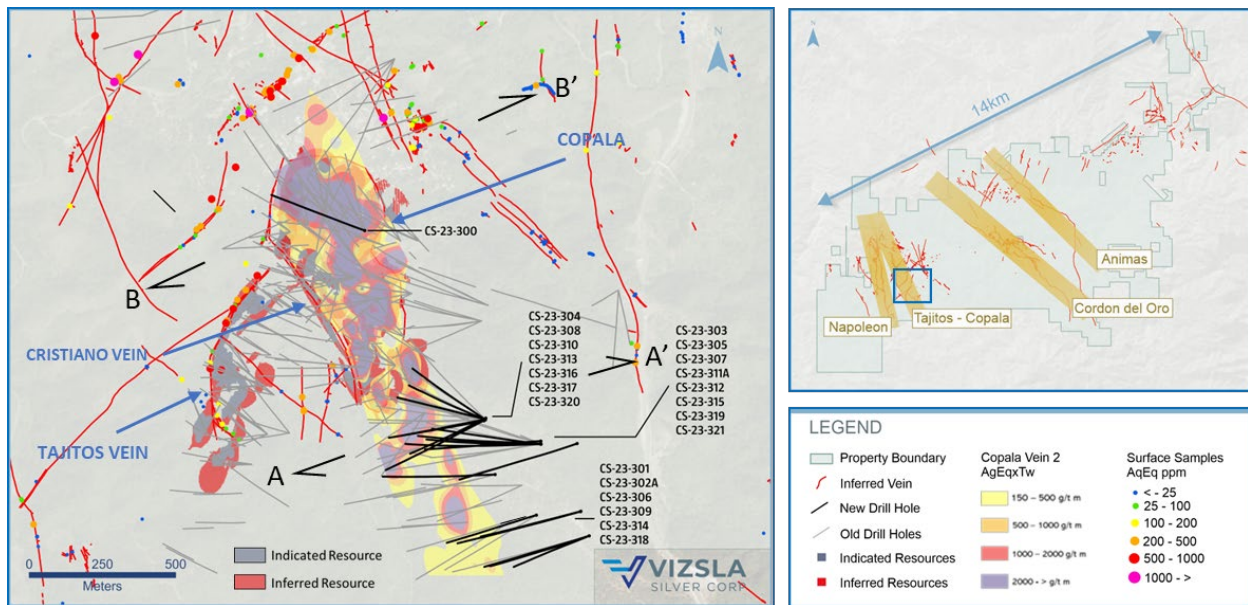 N
B'
COPALA
CS-23-300
B
CS-23-304
CS-23-308
CS-23-310
CS-23-313
CS-23-316
CS-23-317
CS-23-320
CS-23-303
CS-23-305
CS-23-307
CS-23-311A
CS-23-312
CS-23-315
CS-23-319
CS-23-321
A'
CRISTIANO VEIN
TAJITOS VEIN
A
CS-23-301
CS-23-302A
CS-23-306
CS-23-309
CS-23-314
CS-23-318
Indicated Resource
Inferred Resource
0 250 500
Meters
VIZSLA
SILVER CORP
N
14km
Animas
Cordon del Oro
Tajitos - Copala
Napoleon
LEGEND
Property Boundary
Inferred Vein
New Drill Hole
Old Drill Holes
Indicated Resources
Inferred Resources
Copala Vein 2
AgEqxTw
150 – 500 g/t m
500 – 1000 g/t m
1000 – 2000 g/t m
2000 - > g/t m
Surface Samples
AqEq ppm
< - 25
25 - 100
100 - 200
200 - 500
500 - 1000
1000 - >